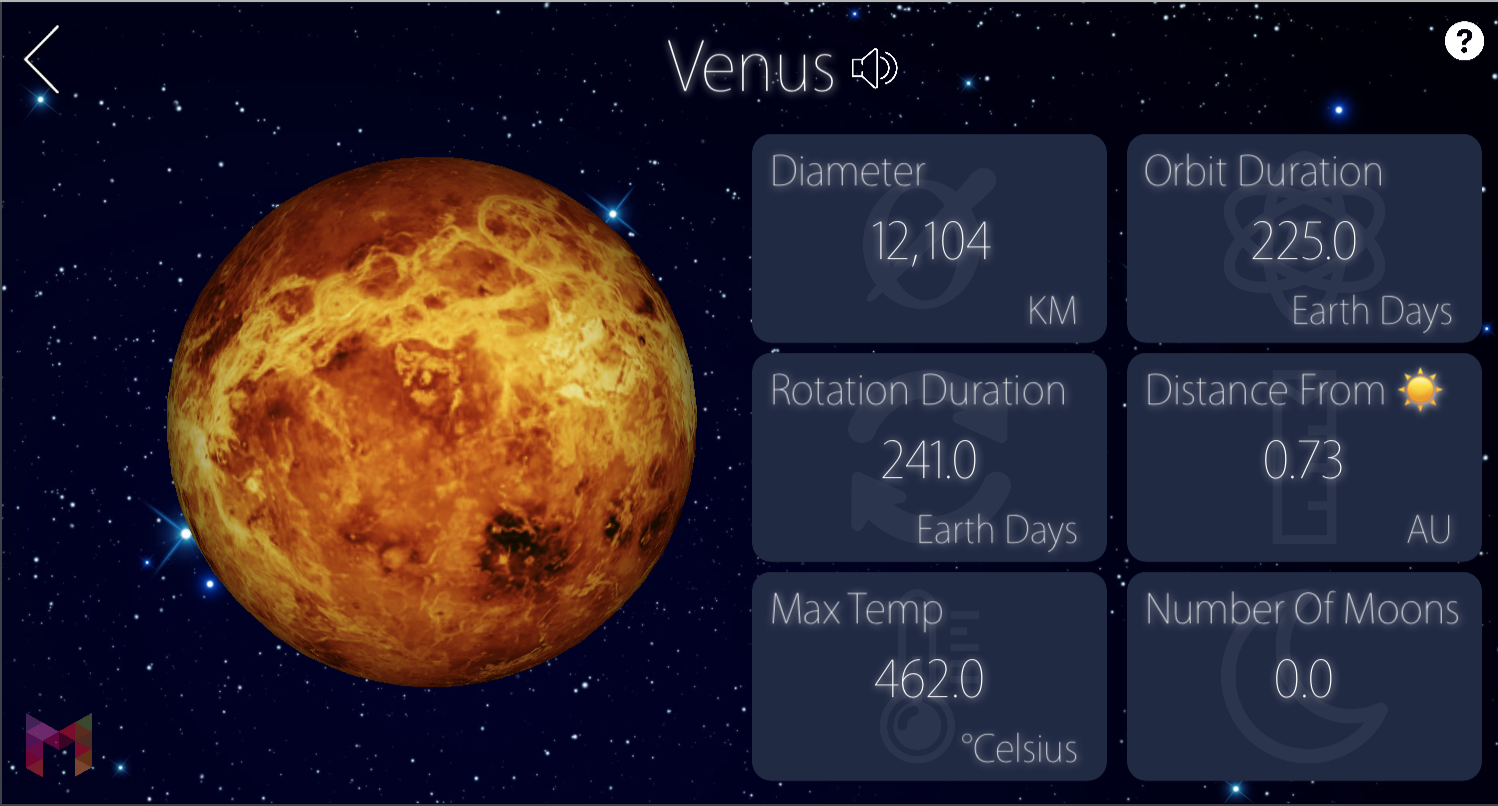 Venus
?
Diameter
12,104
KM
Orbit Duration
225.0
Earth Days
Rotation Duration
241.0
Earth Days
Distance From ☀️
0.73
AU
Max Temp
462.0
°Celsius
Number Of Moons
0.0
M